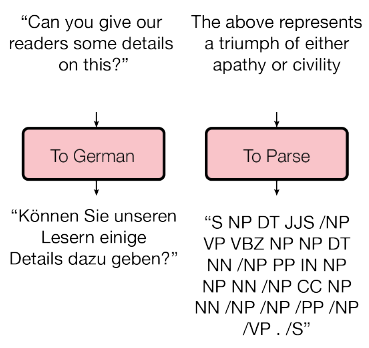 “Can you give our
readers some details
on this?”
To German
“Können Sie unseren
Lesern einige
Details dazu geben?”
The above represents
a triumph of either
apathy or civility
To Parse
“S NP DT JJS /NP
VP VBZ NP NP DT
NN /NP PP IN NP
NP NN /NP CC NP
NN /NP /NP /PP /NP
/VP . /S”